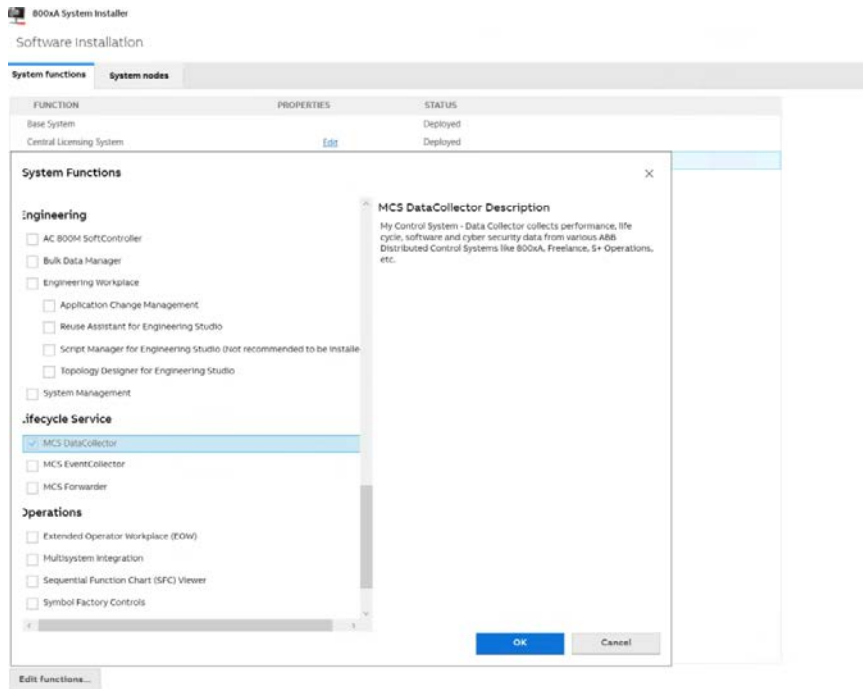 800xA System Installer
Software Installation
System functions System nodes
FUNCTION PROPERTIES STATUS
Base System Deployed
Central Licensing System Edit Deployed
System Functions
Engineering
AC 800M SoftController
Bulk Data Manager
Engineering Workplace
Application Change Management
Reuse Assistant for Engineering Studio
Script Manager for Engineering Studio (Not recommended to be installe
Topology Designer for Engineering Studio
System Management
Lifecycle Service
MCS DataCollector
MCS EventCollector
MCS Forwarder
Operations
Extended Operator Workplace (EOW)
Multisystem Integration
Sequential Function Chart (SFC) Viewer
Symbol Factory Controls
MCS DataCollector Description
My Control System - Data Collector collects performance, life
cycle, software and cyber security data from various ABB
Distributed Control Systems like 800xA, Freelance, S+ Operations,
etc.
OK Cancel
Edit functions...